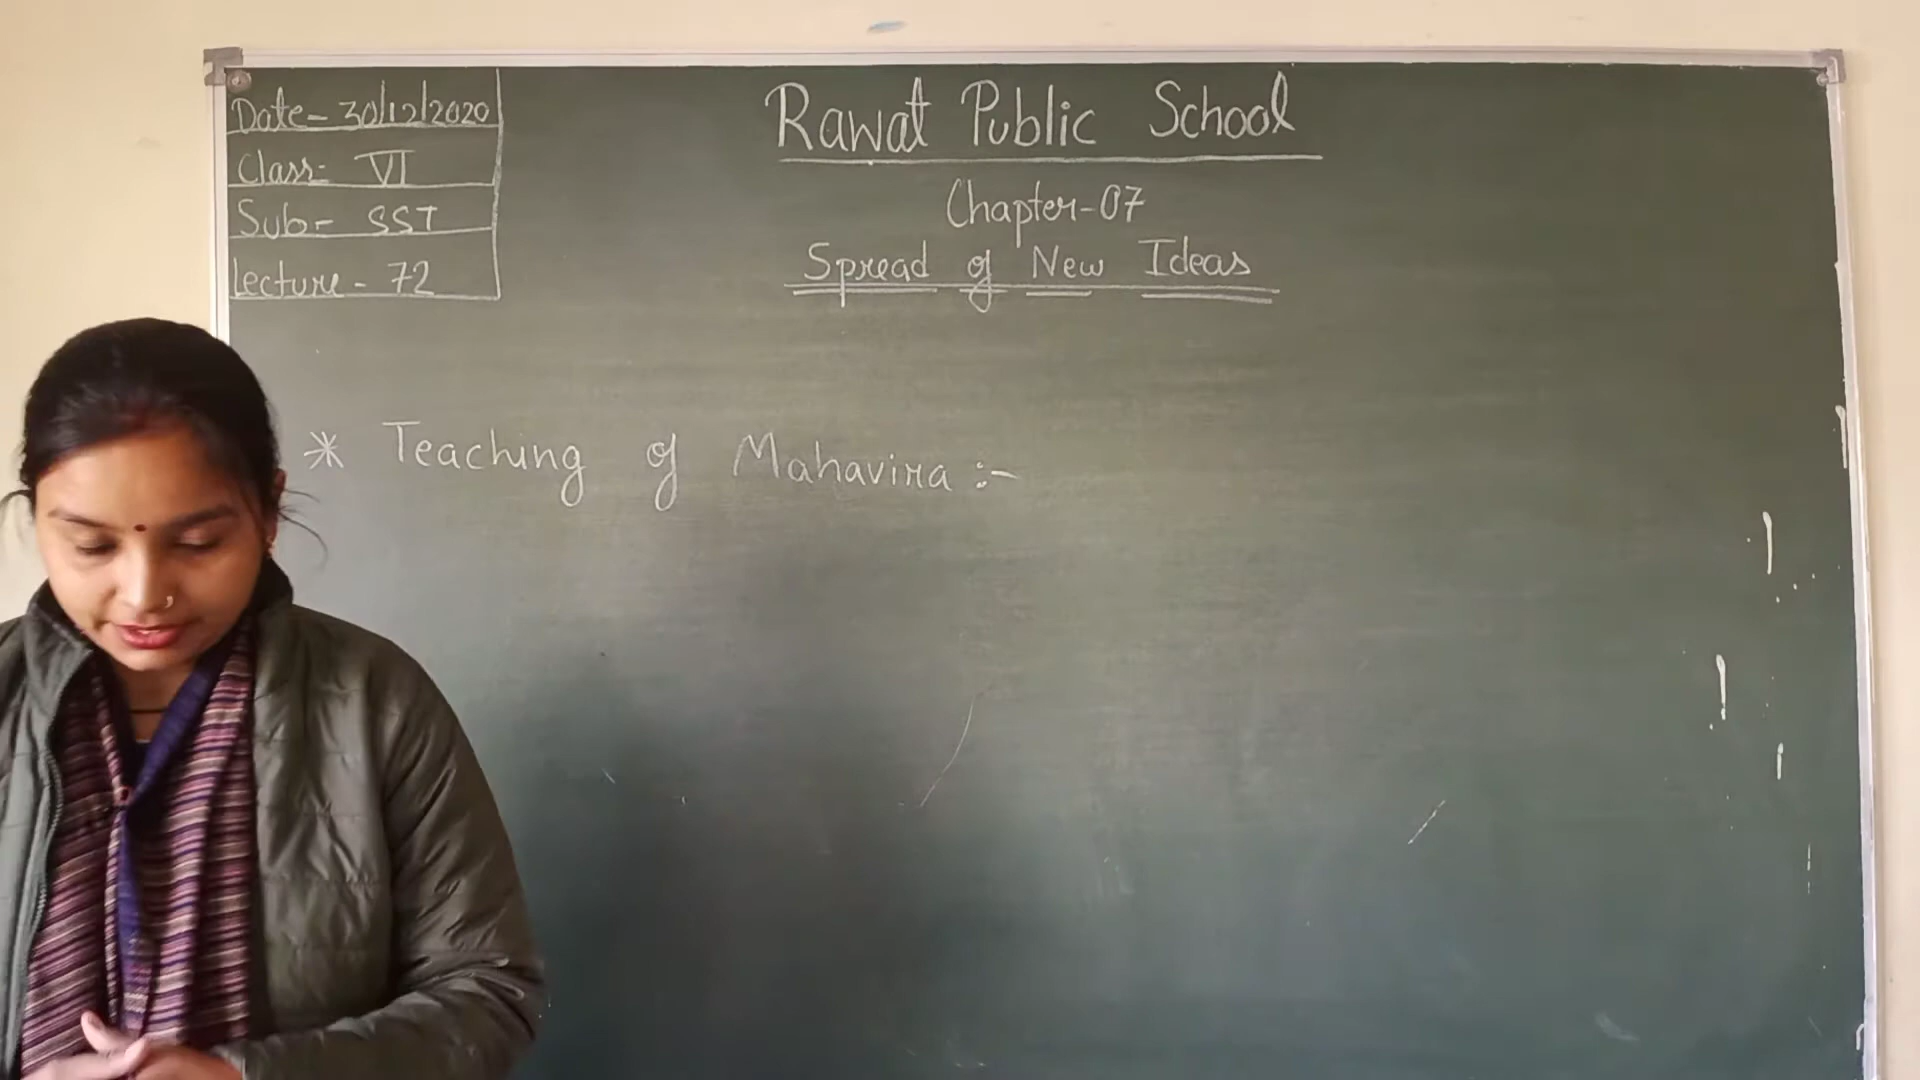 Date- 30/12/2020
Class:- VI
Sub:- SST
Lecture - 72
Rawat Public School
Chapter-07
Spread of New Ideas
* Teaching of Mahavira :-